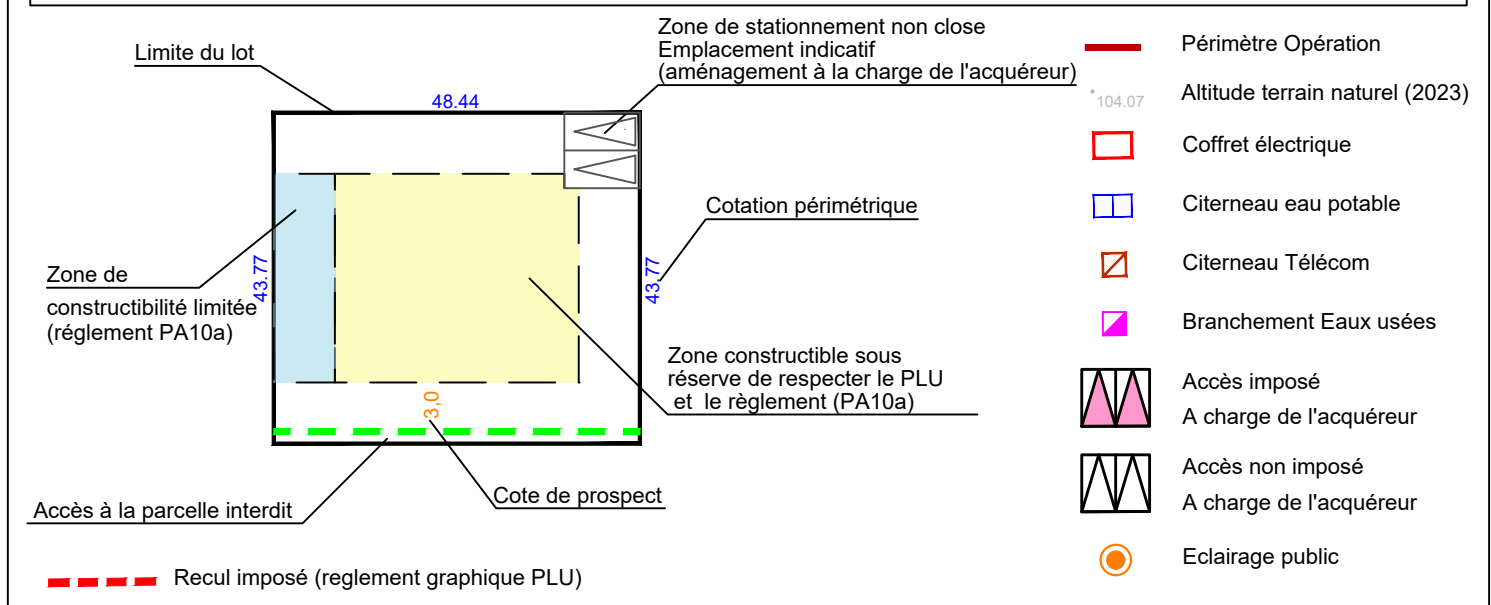 Limite du lot
48.44
Zone de stationnement non close
Emplacement indicatif
(aménagement à la charge de l'acquéreur)
43.77
Zone de
constructibilité limitée
(réglement PA10a)
Cotation périmétrique
43.77
Zone constructible sous
réserve de respecter le PLU
et le règlement (PA10a)
3,0
Cote de prospect
Accès à la parcelle interdit
Recul imposé (reglement graphique PLU)
Périmètre Opération
104.07
Altitude terrain naturel (2023)
Coffret électrique
Citerneau eau potable
Citerneau Télécom
Branchement Eaux usées
Accès imposé
A charge de l'acquéreur
Accès non imposé
A charge de l'acquéreur
Eclairage public